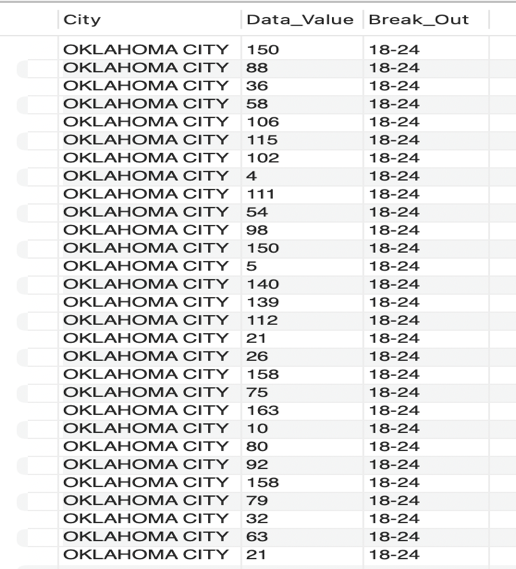 City Data_Value Break_Out
OKLAHOMA CITY 150 18-24
OKLAHOMA CITY 88 18-24
OKLAHOMA CITY 36 18-24
OKLAHOMA CITY 58 18-24
OKLAHOMA CITY 106 18-24
OKLAHOMA CITY 115 18-24
OKLAHOMA CITY 102 18-24
OKLAHOMA CITY 4 18-24
OKLAHOMA CITY 111 18-24
OKLAHOMA CITY 54 18-24
OKLAHOMA CITY 98 18-24
OKLAHOMA CITY 150 18-24
OKLAHOMA CITY 5 18-24
OKLAHOMA CITY 140 18-24
OKLAHOMA CITY 139 18-24
OKLAHOMA CITY 112 18-24
OKLAHOMA CITY 21 18-24
OKLAHOMA CITY 26 18-24
OKLAHOMA CITY 158 18-24
OKLAHOMA CITY 75 18-24
OKLAHOMA CITY 163 18-24
OKLAHOMA CITY 10 18-24
OKLAHOMA CITY 80 18-24
OKLAHOMA CITY 92 18-24
OKLAHOMA CITY 158 18-24
OKLAHOMA CITY 79 18-24
OKLAHOMA CITY 32 18-24
OKLAHOMA CITY 63 18-24
OKLAHOMA CITY 21 18-24